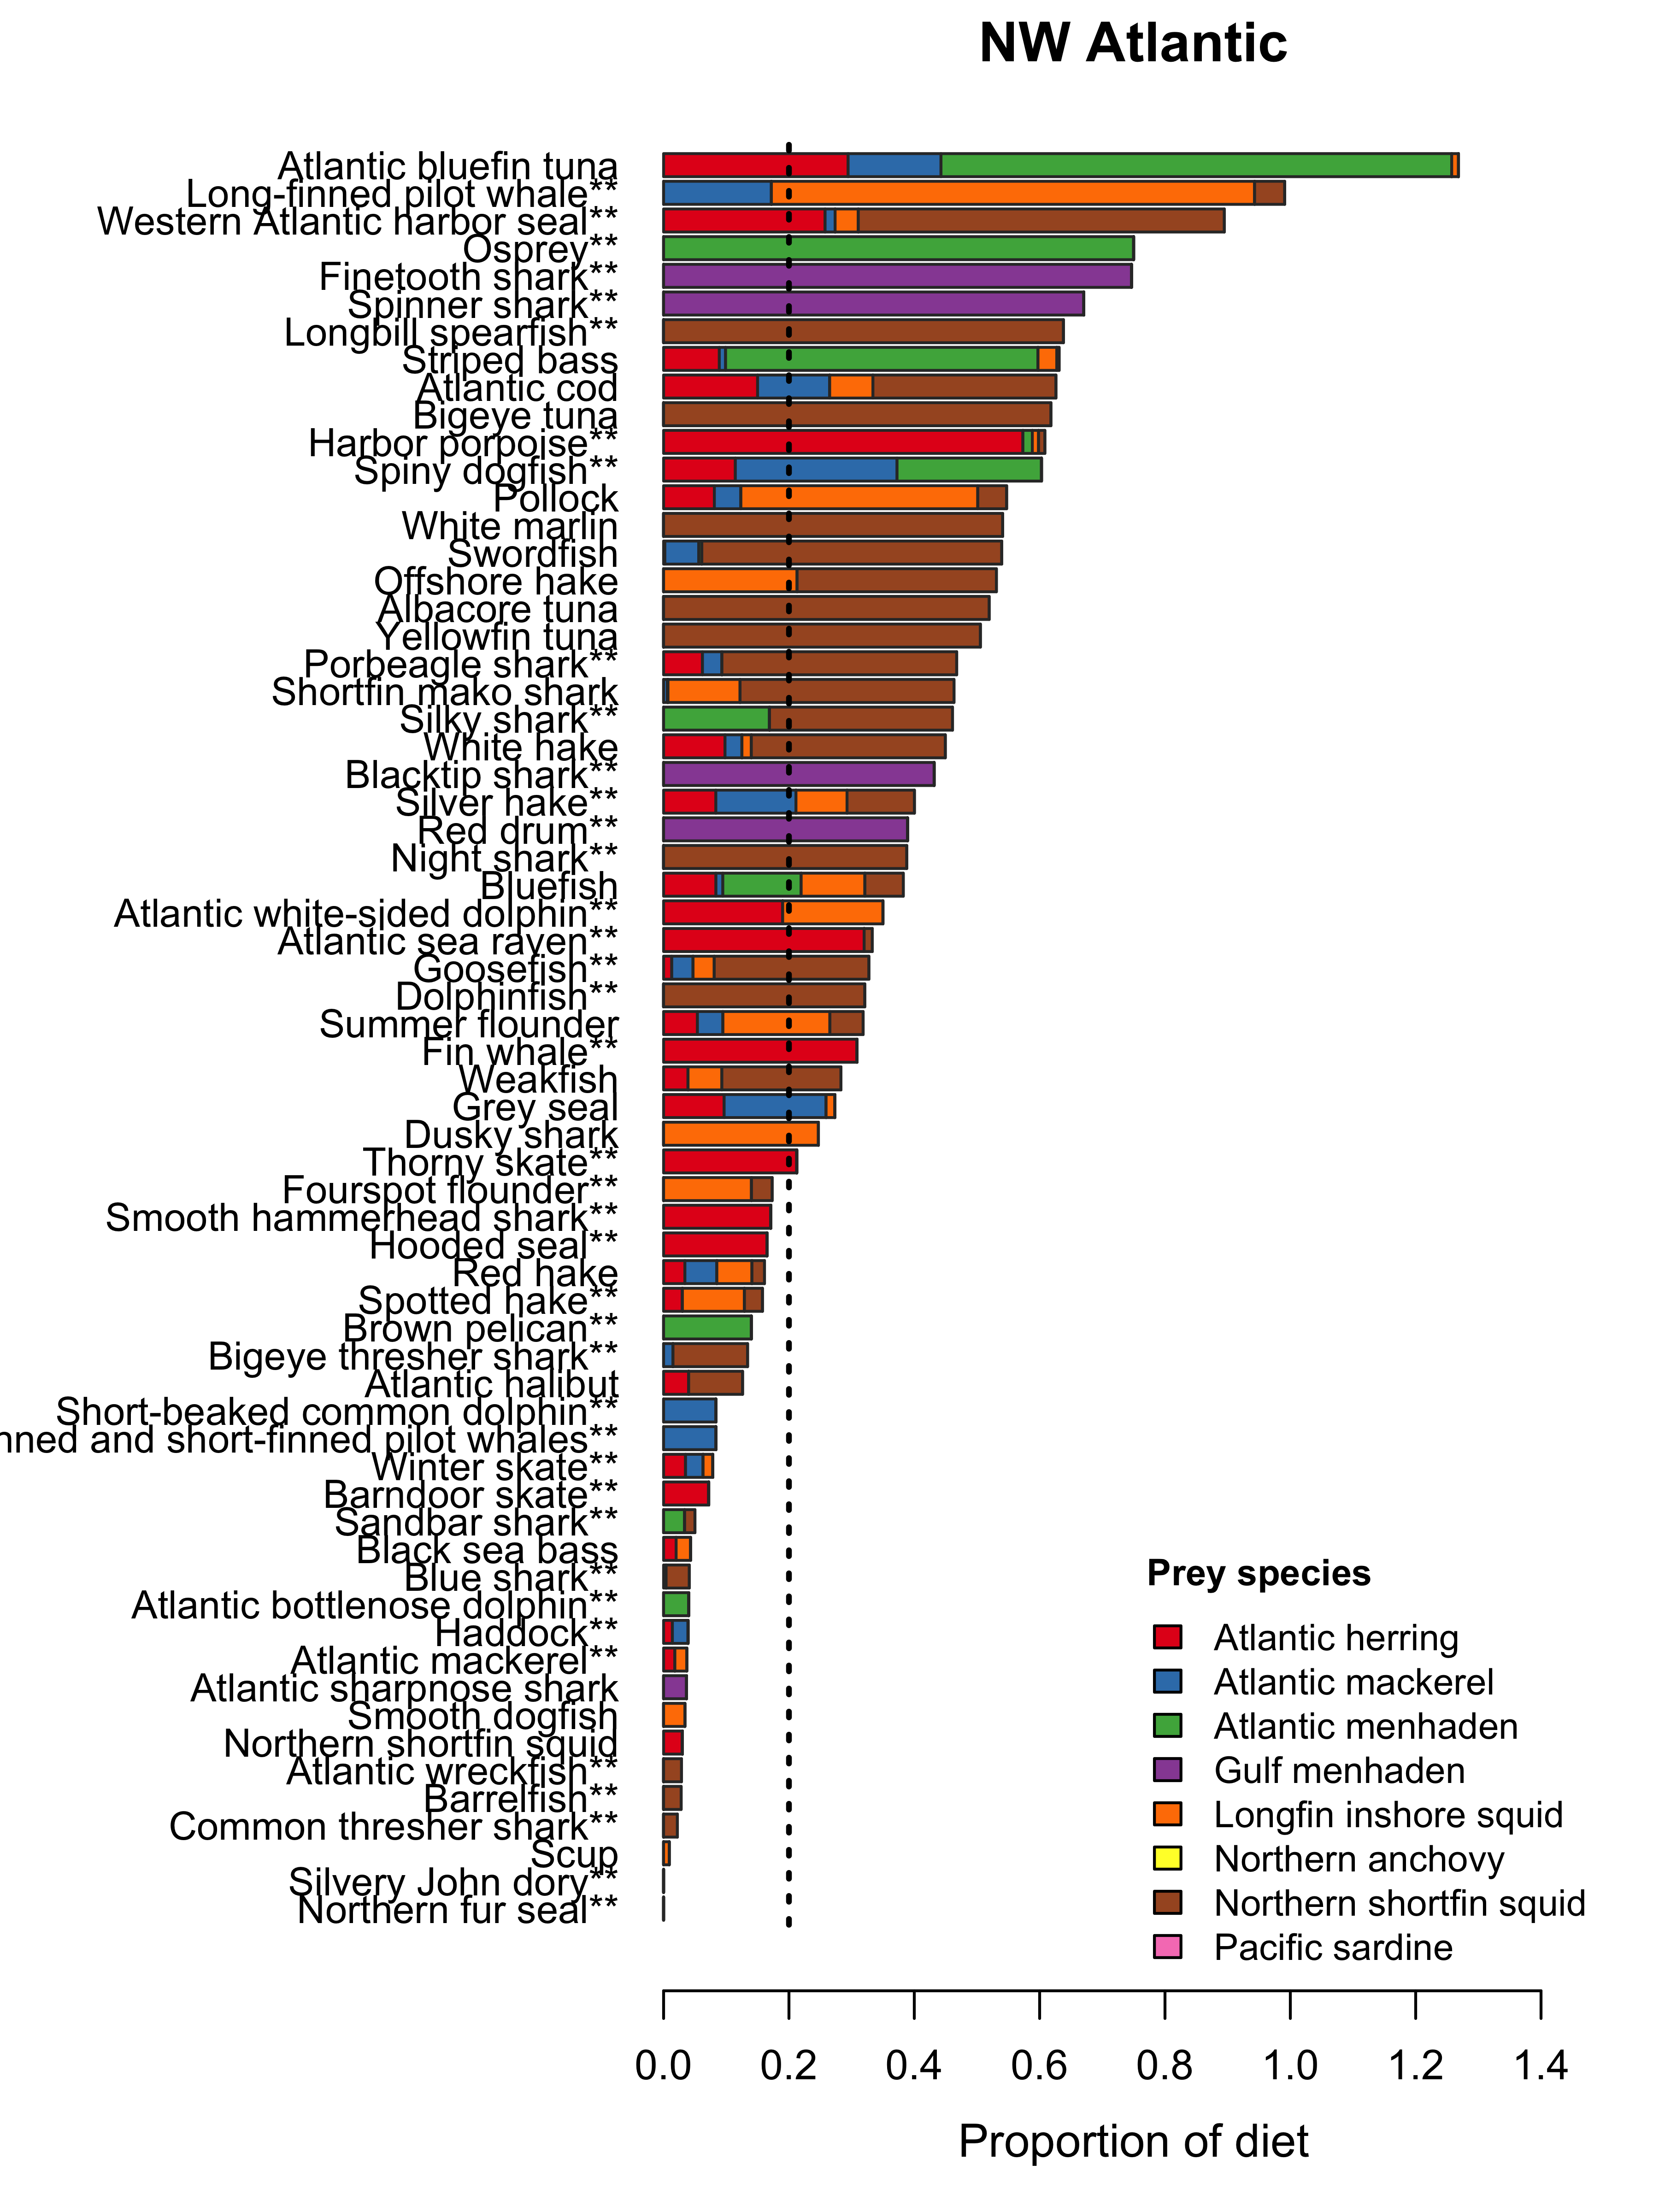 NW Atlantic
Atlantic bluefin tuna
Long-finned pilot whale**
Western Atlantic harbor seal**
Osprey**
Finetooth shark**
Spinner shark**
Longbill spearfish**
Striped bass
Atlantic cod
Bigeye tuna
Harbor porpoise**
Spiny dogfish**
Pollock
White marlin
Swordfish
Offshore hake
Albacore tuna
Yellowfin tuna
Porbeagle shark**
Shortfin mako shark
Silky shark**
White hake
Blacktip shark**
Silver hake**
Red drum**
Night shark**
Bluefish
Atlantic white-sided dolphin**
Atlantic sea raven**
Goosefish**
Dolphinfish**
Summer flounder
Fin whale**
Weakfish
Grey seal
Dusky shark
Thorny skate**
Fourspot flounder**
Smooth hammerhead shark**
Hooded seal**
Red hake
Spotted hake**
Brown pelican**
Bigeye thresher shark**
Atlantic halibut
Short-beaked common dolphin**
nned and short-finned pilot whales**
Winter skate**
Barndoor skate**
Sandbar shark**
Black sea bass
Blue shark**
Atlantic bottlenose dolphin**
Haddock**
Atlantic mackerel**
Atlantic sharpnose shark
Smooth dogfish
Northern shortfin squid
Atlantic wreckfish**
Barrelfish**
Common thresher shark**
Scup
Silvery John dory**
Northern fur seal**
Prey species
Atlantic herring
Atlantic mackerel
Atlantic menhaden
Gulf menhaden
Longfin inshore squid
Northern anchovy
Northern shortfin squid
Pacific sardine
0.0 0.2 0.4 0.6 0.8 1.0 1.2 1.4
Proportion of diet